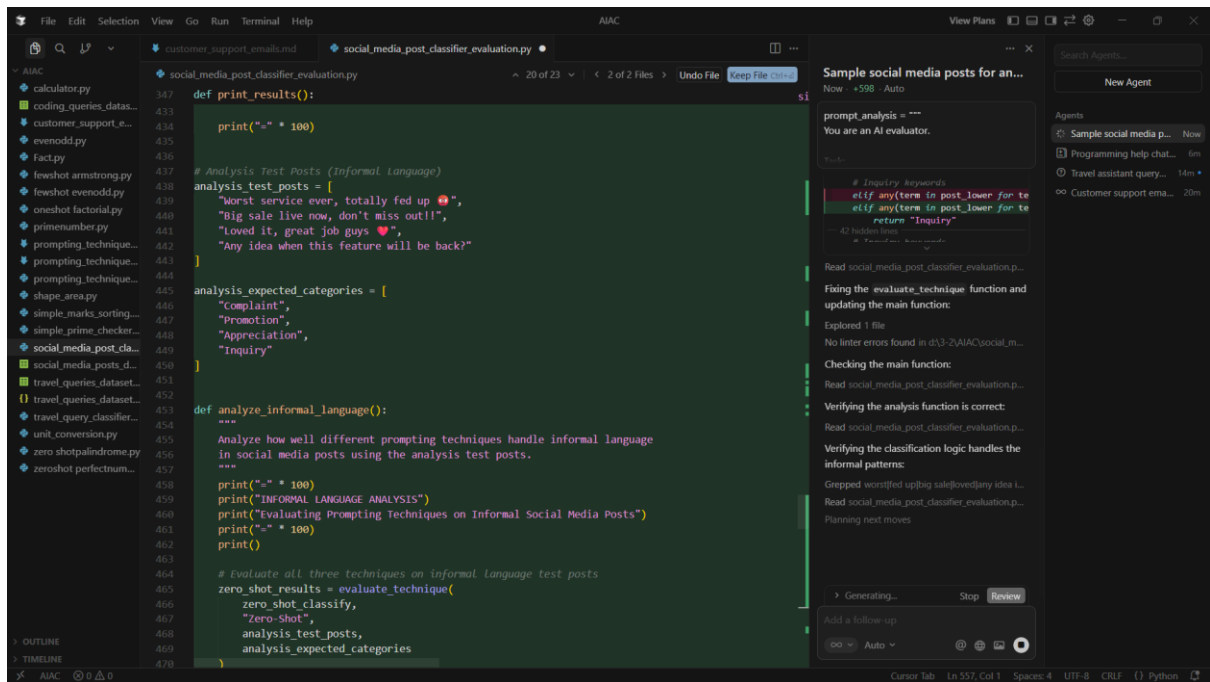 File Edit Selection View Go Run Terminal Help
AIAC
View Plans
AIAC
calculator.py
coding_queries_datas...
customer_support_e...
evenodd.py
Fact.py
fewshot armstrong.py
fewshot evenodd.py
oneshot factorial.py
primenumber.py
prompting_technique...
prompting_technique...
prompting_technique...
shape_area.py
simple_marks_sorting....
simple_prime_checker...
social_media_post_cla...
social_media_posts_d...
travel_queries_dataset...
travel_queries_dataset...
travel_query_classifier...
unit_conversion.py
zero shotpalindrome.py
zeroshot perfectnum...
OUTLINE
TIMELINE
customer_support_emails.md
social_media_post_classifier_evaluation.py
social_media_post_classifier_evaluation.py
20 of 23
2 of 2 Files
Undo File
Keep File
347 def print_results():
si
433
434 print("=" * 100)
435
436
437 # Analysis Test Posts (Informal Language)
438 analysis_test_posts = [
439 "Worst service ever, totally fed up 😡",
440 "Big sale live now, don't miss out!!",
441 "Loved it, great job guys ❤️",
442 "Any idea when this feature will be back?"
443 ]
444
445 analysis_expected_categories = [
446 "Complaint",
447 "Promotion",
448 "Appreciation",
449 "Inquiry"
450 ]
451
452
453 def analyze_informal_language():
454 """
455 Analyze how well different prompting techniques handle informal language
456 in social media posts using the analysis test posts.
457 """
458 print("=" * 100)
459 print("INFORMAL LANGUAGE ANALYSIS")
460 print("Evaluating Prompting Techniques on Informal Social Media Posts")
461 print("=" * 100)
462 print()
463
464 # Evaluate all three techniques on informal language test posts
465 zero_shot_results = evaluate_technique(
466 zero_shot_classify,
467 "Zero-Shot",
468 analysis_test_posts,
469 analysis_expected_categories
470 )
Sample social media posts for an...
Now · +598 · Auto
prompt_analysis = """
You are an AI evaluator.
# Inquiry keywords
elif any(term in post_lower for te
elif any(term in post_lower for te
return "Inquiry"
42 hidden lines
Read social_media_post_classifier_evaluation.p...
Fixing the evaluate_technique function and
updating the main function:
Explored 1 file
No linter errors found in d:\3-2\AIAC\social_m...
Checking the main function:
Read social_media_post_classifier_evaluation.p...
Verifying the analysis function is correct:
Read social_media_post_classifier_evaluation.p...
Verifying the classification logic handles the
informal patterns:
Grepped worst|fed up|big sale|loved|any idea i...
Read social_media_post_classifier_evaluation.p...
Planning next moves
Generating...
Stop
Review
Add a follow-up
Auto
Search Agents...
New Agent
Agents
Sample social media p... Now
Programming help chat... 6m
Travel assistant query... 14m
Customer support ema... 20m
AIAC
0 0
Cursor Tab
Ln 557, Col 1
Spaces: 4
UTF-8
CRLF
{} Python